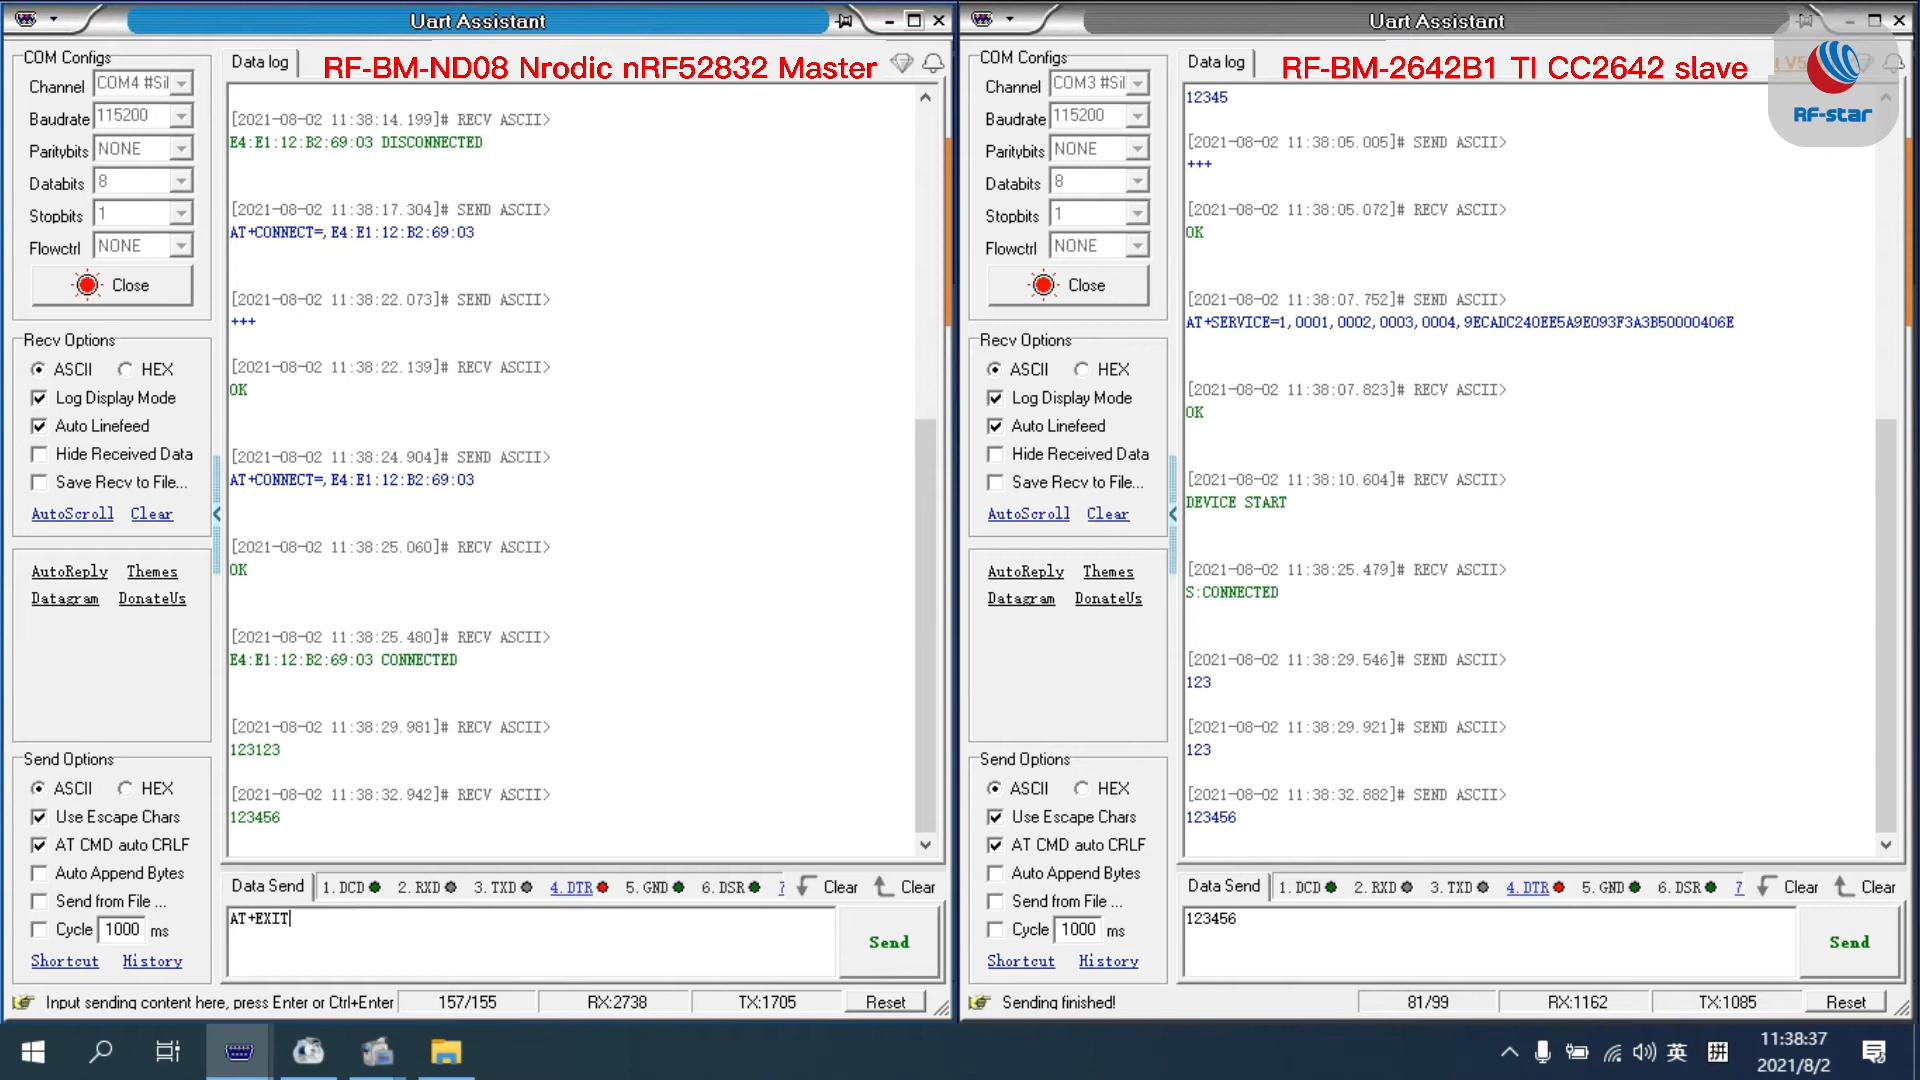 Uart Assistant
COM Configs
Channel COM4 #Sil
Baudrate 115200
Paritybits NONE
Databits 8
Stopbits 1
Flowctrl NONE
Close
Recv Options
ASCII HEX
Log Display Mode
Auto Linefeed
Hide Received Data
Save Recv to File...
AutoScroll Clear
AutoReply Themes
Datagram DonateUs
Send Options
ASCII HEX
Use Escape Chars
AT CMD auto CRLF
Auto Append Bytes
Send from File ...
Cycle 1000 ms
Shortcut History
Data log
RF-BM-ND08 Nrodic nRF52832 Master
[2021-08-02 11:38:14.199]# RECV ASCII>
E4:E1:12:B2:69:03 DISCONNECTED
[2021-08-02 11:38:17.304]# SEND ASCII>
AT+CONNECT=,E4:E1:12:B2:69:03
[2021-08-02 11:38:22.073]# SEND ASCII>
+++
[2021-08-02 11:38:22.139]# RECV ASCII>
OK
[2021-08-02 11:38:24.904]# SEND ASCII>
AT+CONNECT=,E4:E1:12:B2:69:03
[2021-08-02 11:38:25.060]# RECV ASCII>
OK
[2021-08-02 11:38:25.480]# RECV ASCII>
E4:E1:12:B2:69:03 CONNECTED
[2021-08-02 11:38:29.981]# RECV ASCII>
123123
[2021-08-02 11:38:32.942]# RECV ASCII>
123456
Data Send 1.DCD 2.RXD 3.TXD 4.DTR 5.GND 6.DSR 7 Clear Clear
AT+EXIT
Send
Input sending content here, press Enter or Ctrl+Enter 157/155 RX:2738 TX:1705 Reset
Uart Assistant
COM Configs
Channel COM3 #Sil
Baudrate 115200
Paritybits NONE
Databits 8
Stopbits 1
Flowctrl NONE
Close
Recv Options
ASCII HEX
Log Display Mode
Auto Linefeed
Hide Received Data
Save Recv to File...
AutoScroll Clear
AutoReply Themes
Datagram DonateUs
Send Options
ASCII HEX
Use Escape Chars
AT CMD auto CRLF
Auto Append Bytes
Send from File ...
Cycle 1000 ms
Shortcut History
Data log
RF-BM-2642B1 TI CC2642 slave
RF-star
12345
[2021-08-02 11:38:05.005]# SEND ASCII>
+++
[2021-08-02 11:38:05.072]# RECV ASCII>
OK
[2021-08-02 11:38:07.752]# SEND ASCII>
AT+SERVICE=1,0001,0002,0003,0004,9ECADC240EE5A9E093F3A3B50000406E
[2021-08-02 11:38:07.823]# RECV ASCII>
OK
[2021-08-02 11:38:10.604]# RECV ASCII>
DEVICE START
[2021-08-02 11:38:25.479]# RECV ASCII>
S:CONNECTED
[2021-08-02 11:38:29.546]# SEND ASCII>
123
[2021-08-02 11:38:29.921]# SEND ASCII>
123
[2021-08-02 11:38:32.882]# SEND ASCII>
123456
Data Send 1.DCD 2.RXD 3.TXD 4.DTR 5.GND 6.DSR 7 Clear Clear
123456
Send
Sending finished! 81/99 RX:1162 TX:1085 Reset
英 拼 11:38:37
2021/8/2